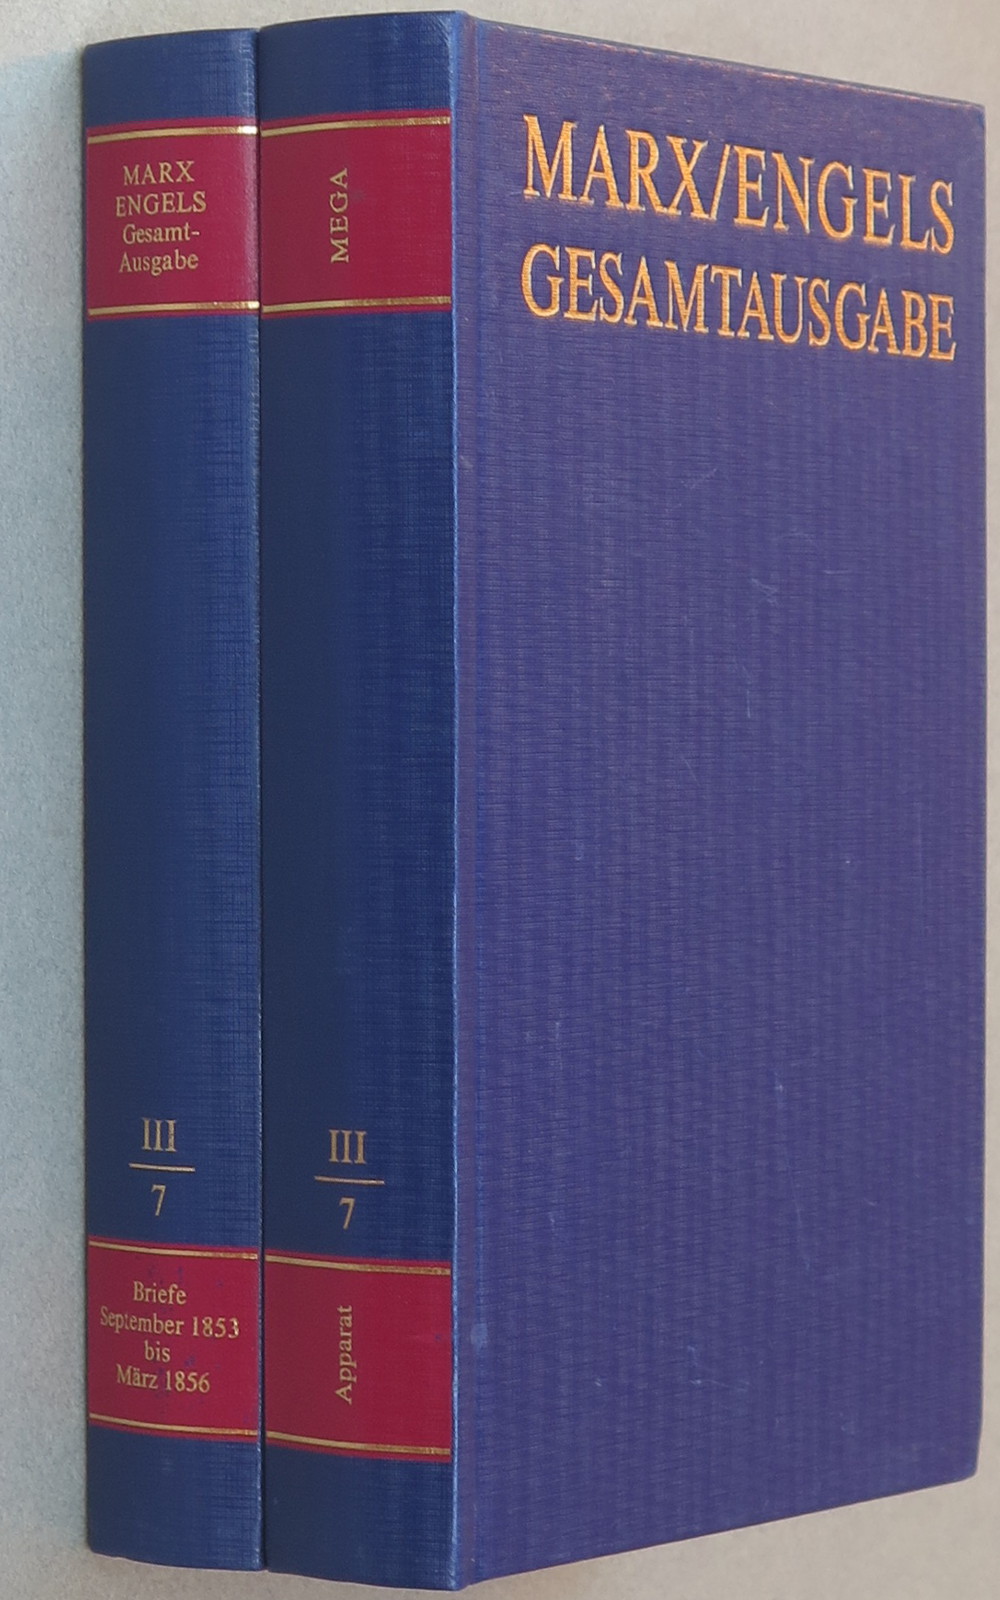 MARX
ENGELS
Gesamt-
Ausgabe
III
7
Briefe
September 1853
bis
März 1856
MEGA
III
7
Apparat
MARX/ENGELS
GESAMTAUSGABE